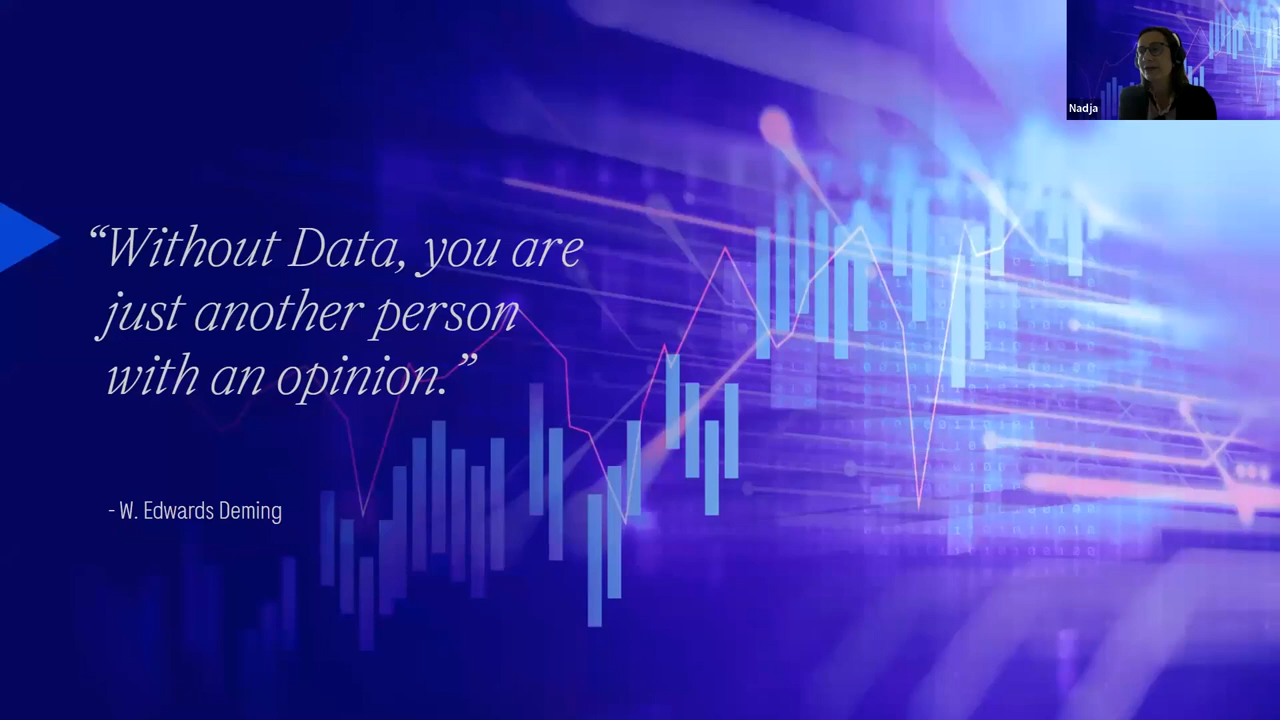 “Without Data, you are
just another person
with an opinion.”
- W. Edwards Deming
Nadja